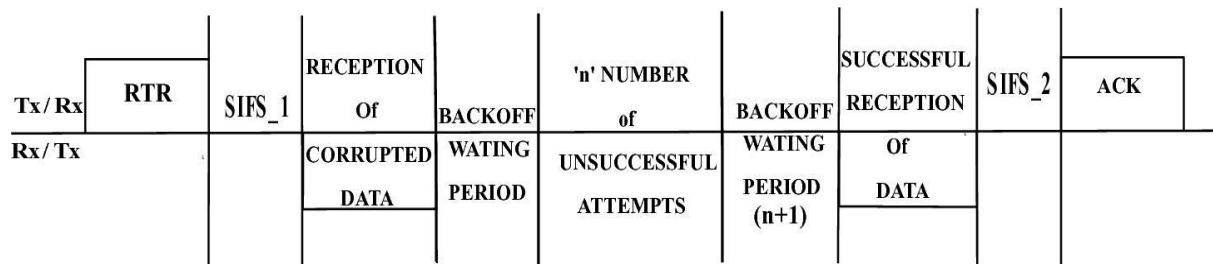 Tx / Rx
Rx / Tx
RTR
SIFS_1
RECEPTION
Of
CORRUPTED
DATA
BACKOFF
WATING
PERIOD
'n' NUMBER
of
UNSUCCESSFUL
ATTEMPTS
BACKOFF
WATING
PERIOD
(n+1)
SUCCESSFUL
RECEPTION
Of
DATA
SIFS_2
ACK